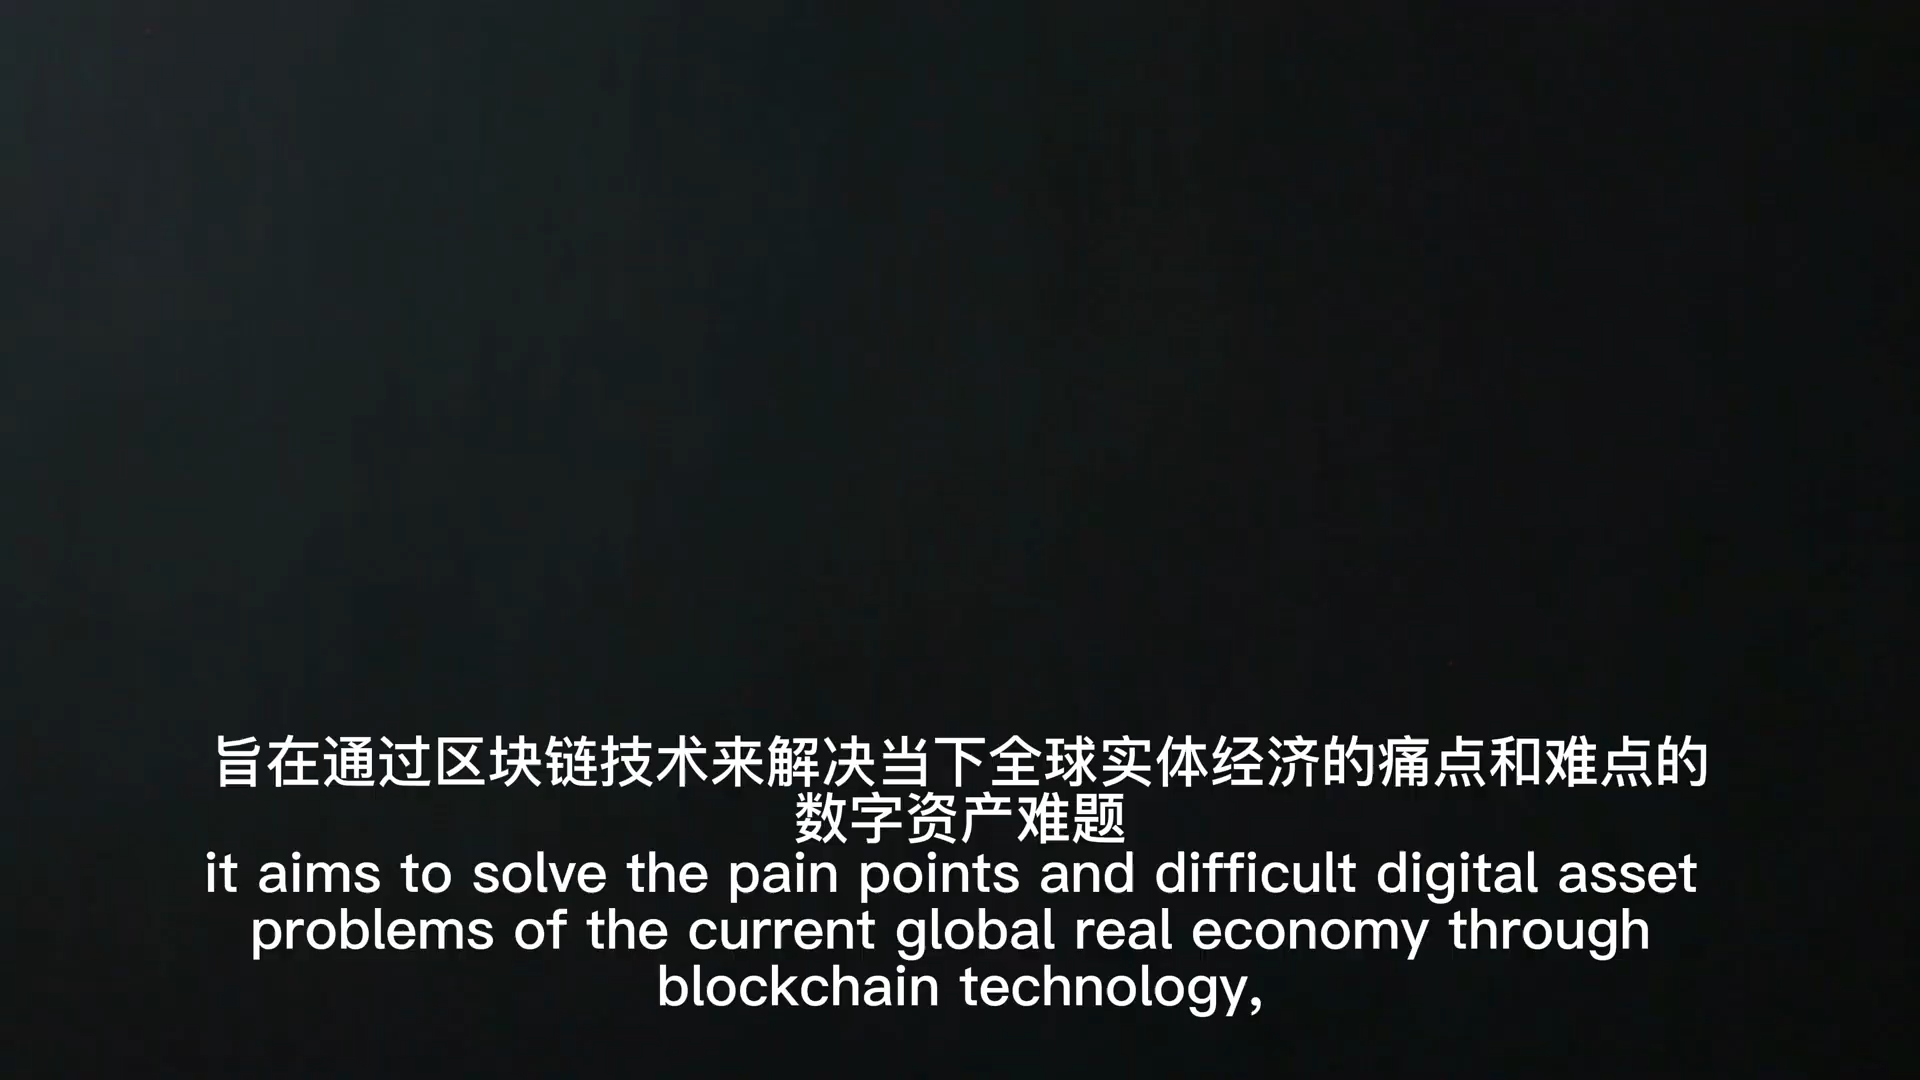 旨在通过区块链技术来解决当下全球实体经济的痛点和难点的
数字资产难题
it aims to solve the pain points and difficult digital asset
problems of the current global real economy through
blockchain technology,